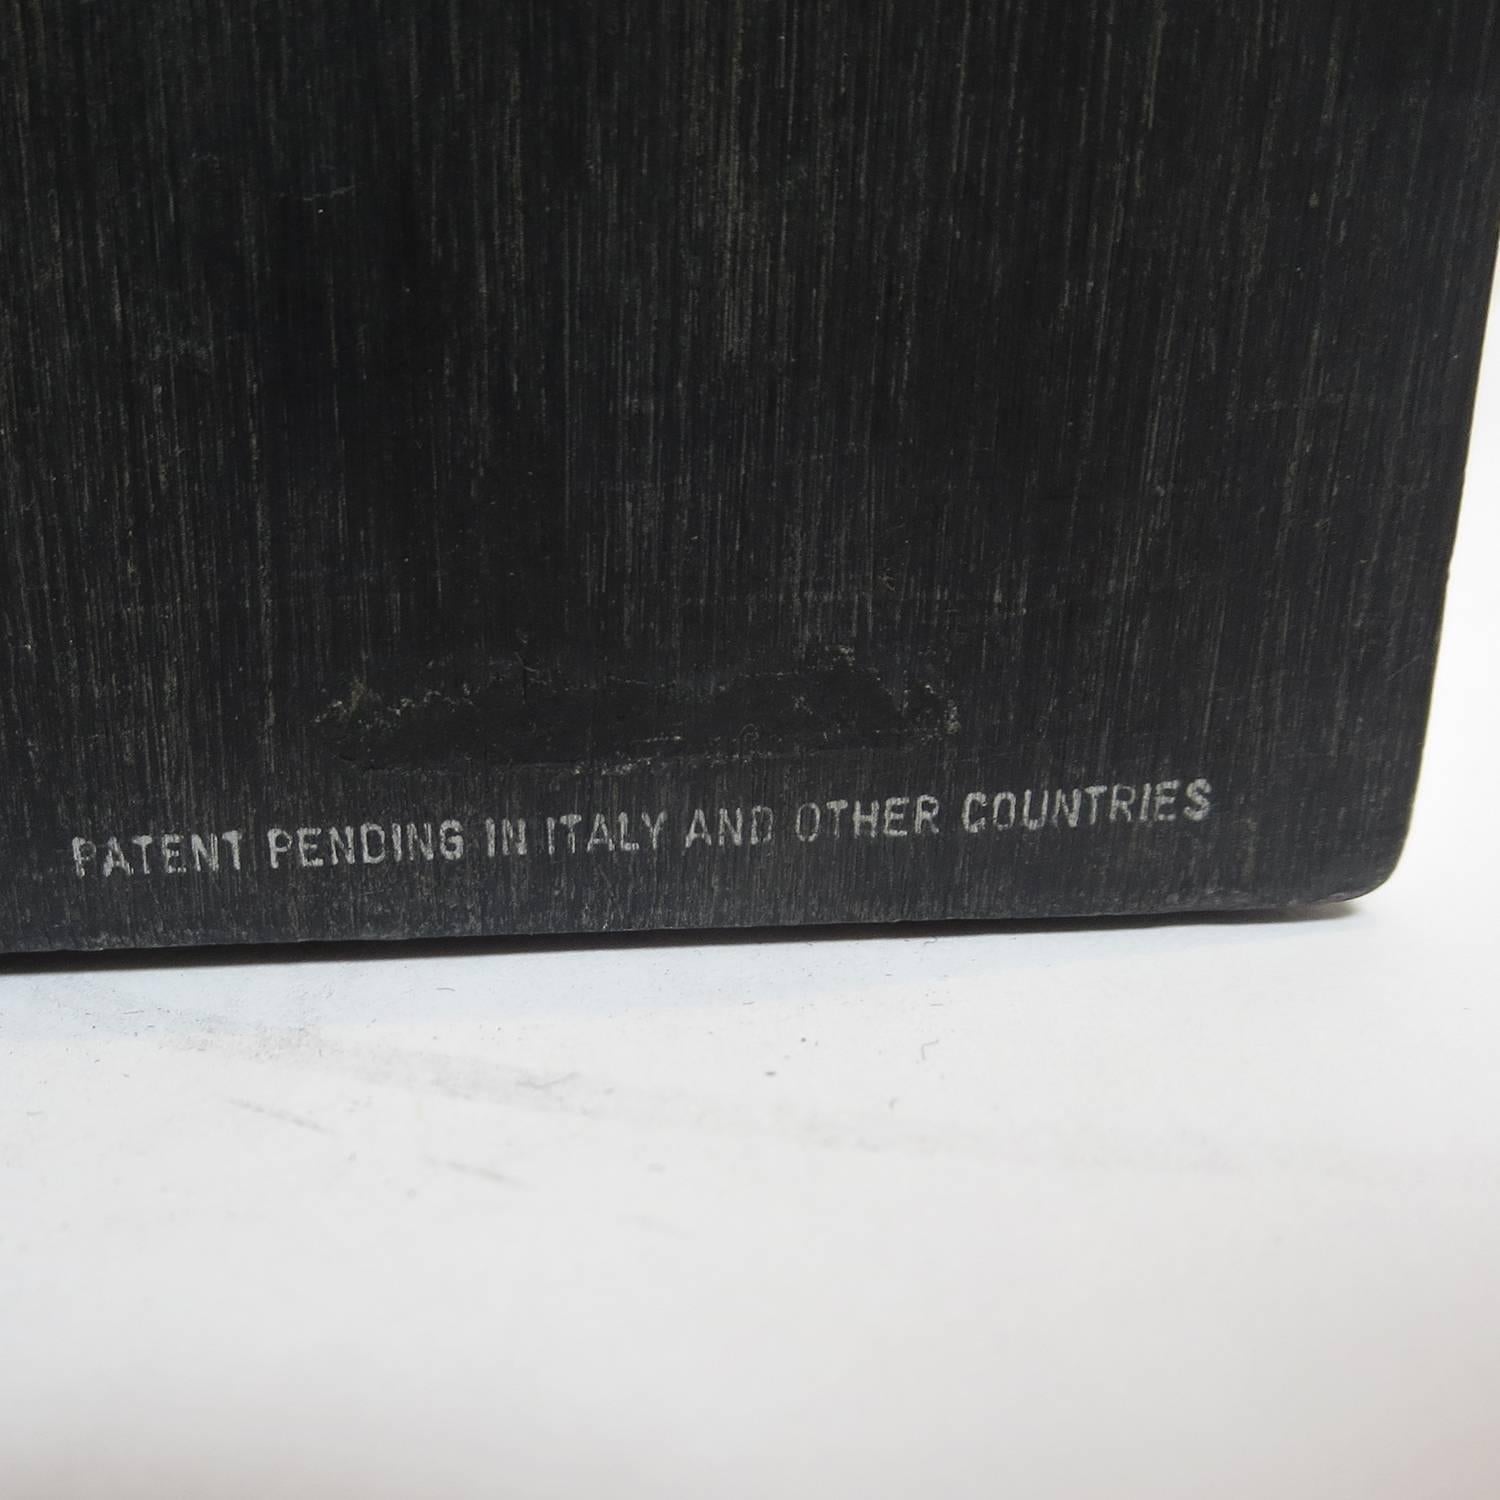 PATENT PENDING IN ITALY AND OTHER COUNTRIES